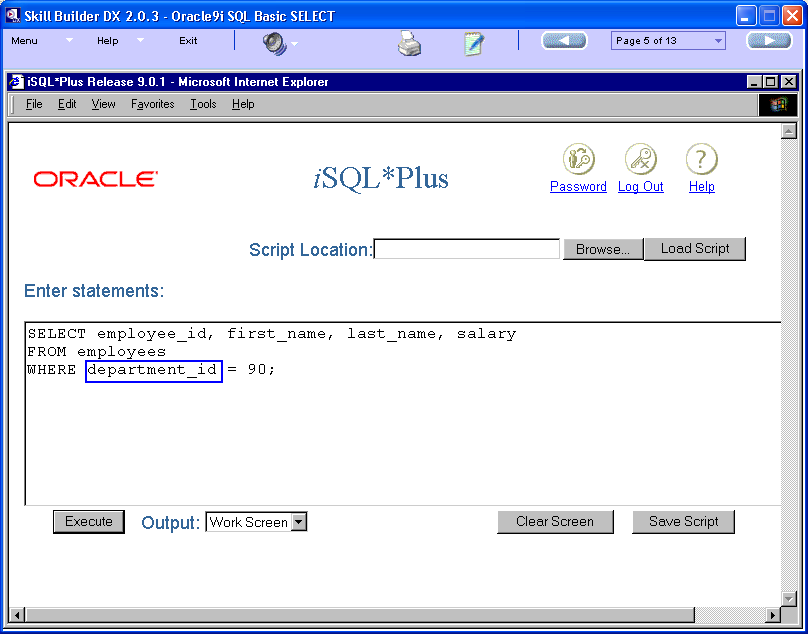 Skill Builder DX 2.0.3 - Oracle9i SQL Basic SELECT
Menu Help Exit Page 5 of 13
iSQL*Plus Release 9.0.1 - Microsoft Internet Explorer
File Edit View Favorites Tools Help
ORACLE iSQL*Plus
Password Log Out Help
Script Location: Browse... Load Script
Enter statements:
SELECT employee_id, first_name, last_name, salary
FROM employees
WHERE department_id = 90;
Execute Output: Work Screen Clear Screen Save Script